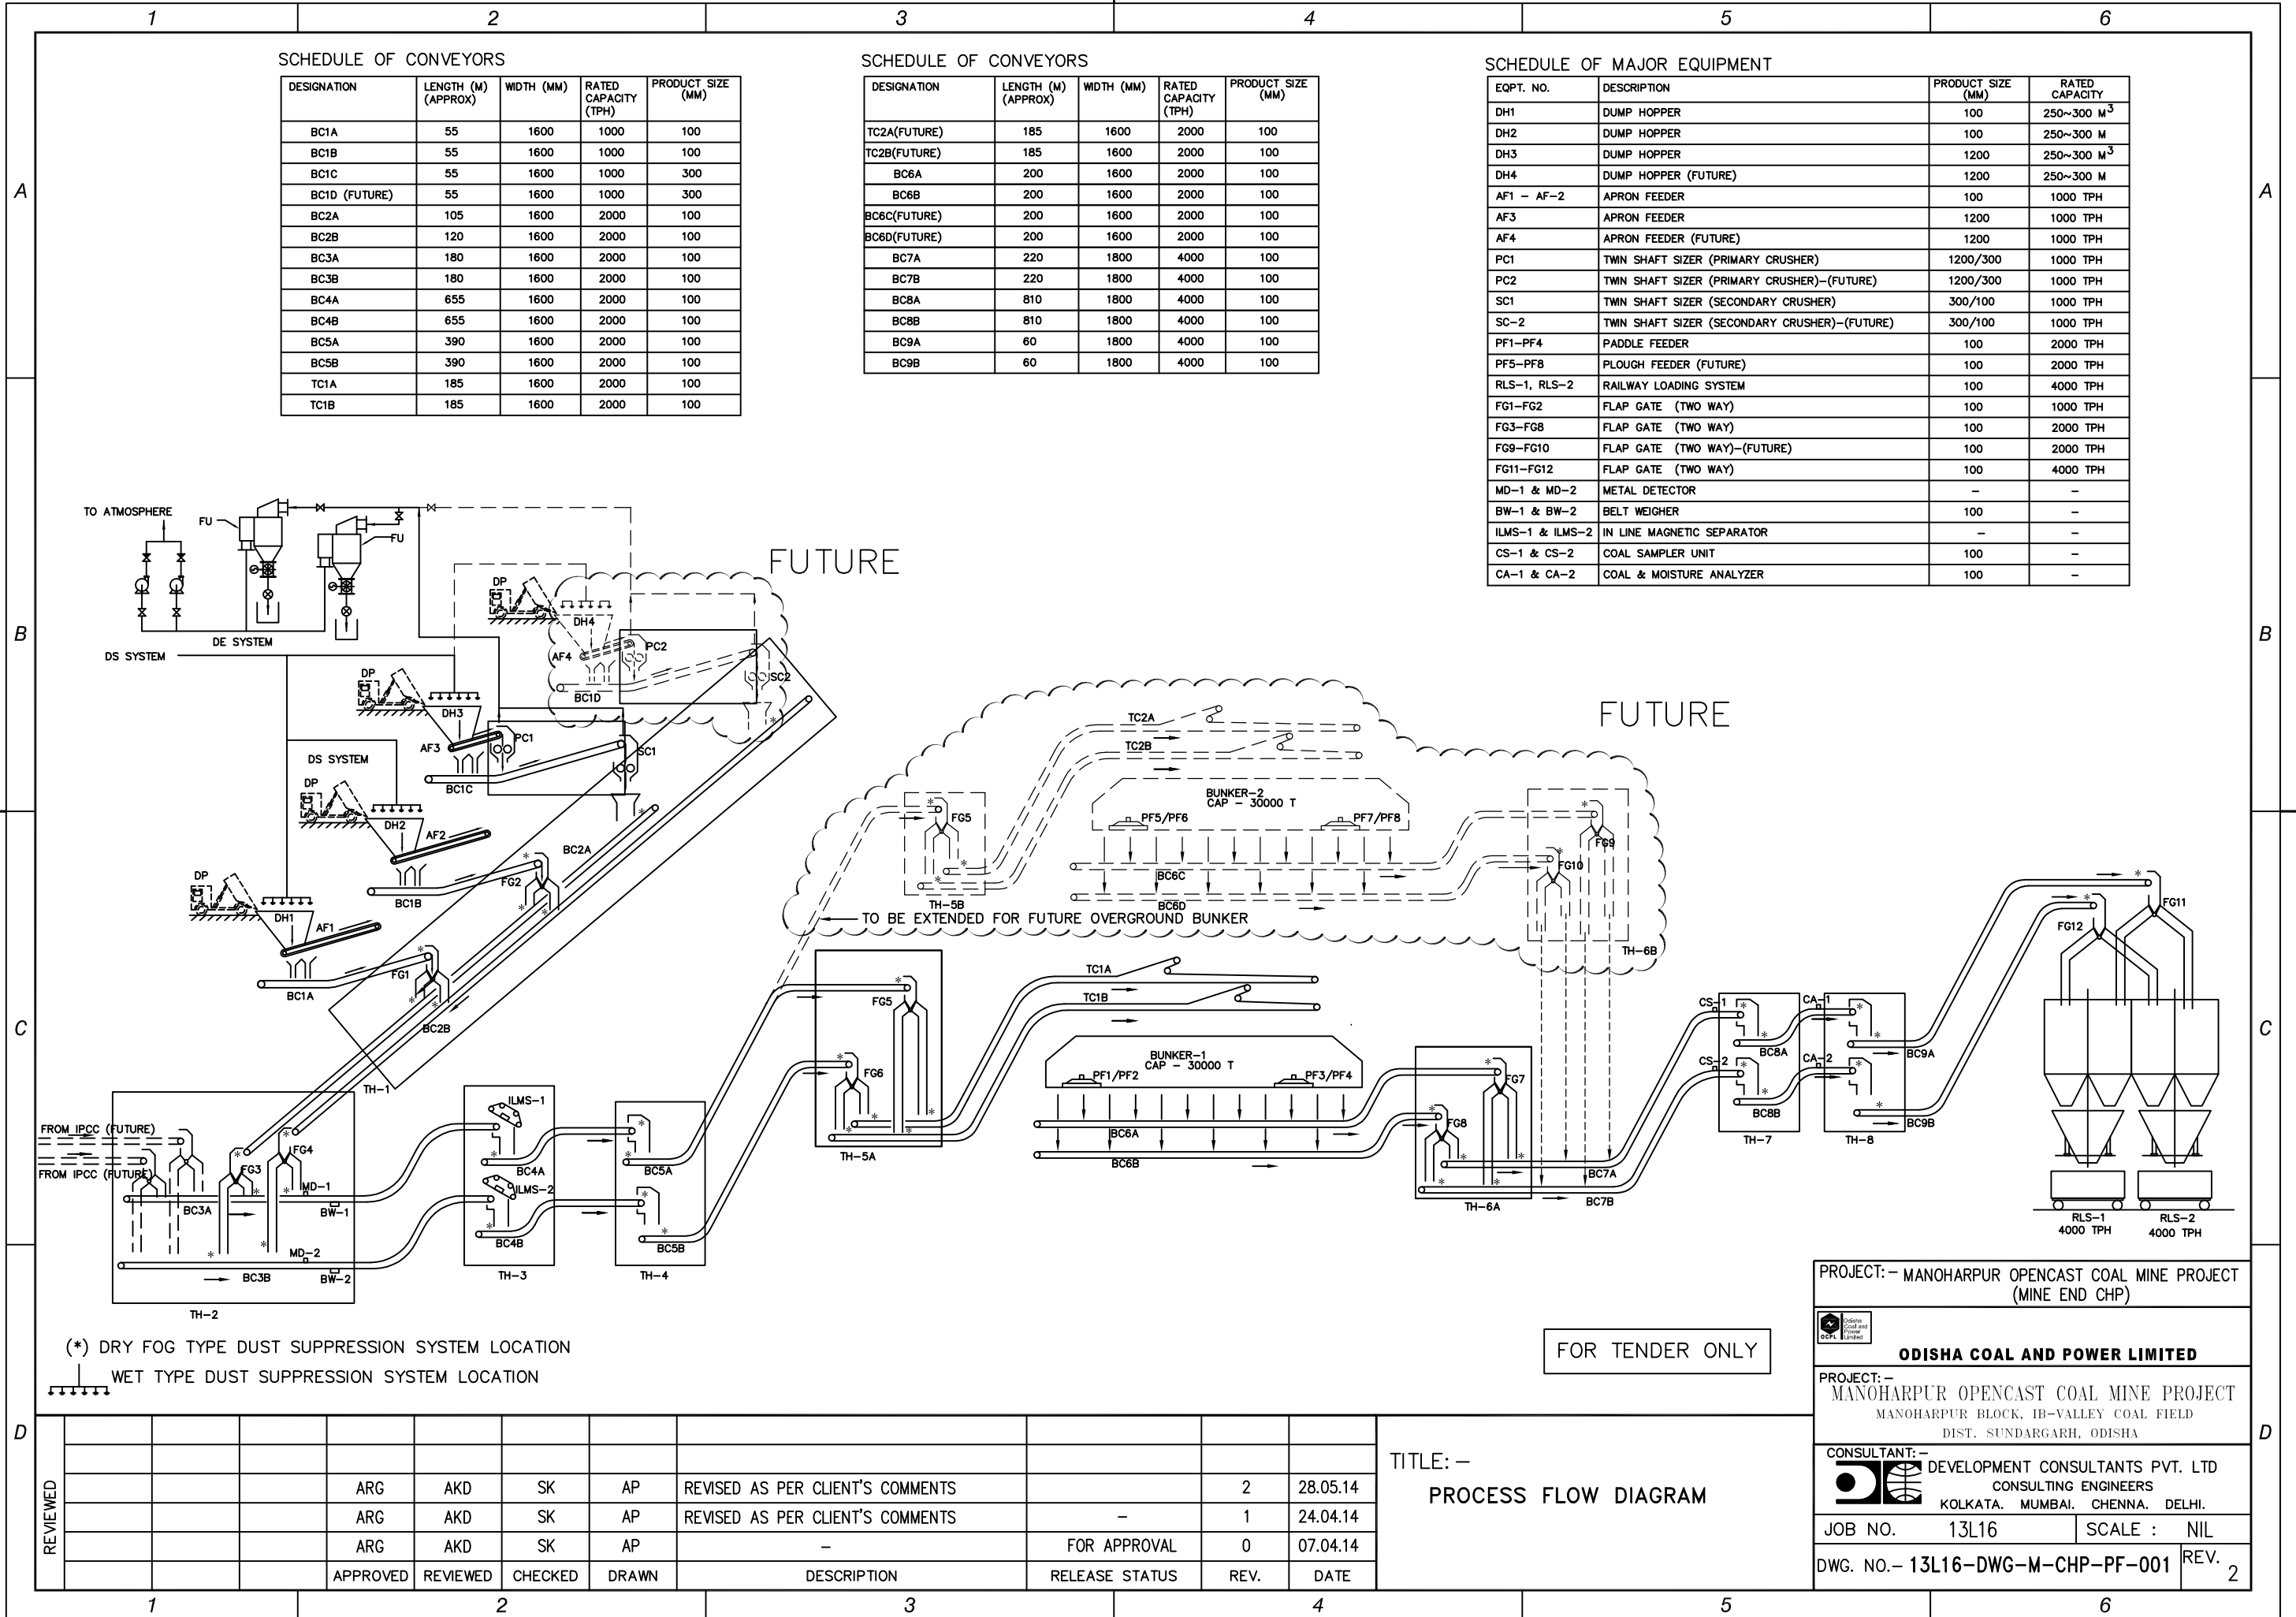 1 2 3 4 5 6
SCHEDULE OF CONVEYORS
DESIGNATION LENGTH (M) (APPROX) WIDTH (MM) RATED CAPACITY (TPH) PRODUCT SIZE (MM)
BC1A 55 1600 1000 100
BC1B 55 1600 1000 100
BC1C 55 1600 1000 300
BC1D (FUTURE) 55 1600 1000 300
BC2A 105 1600 2000 100
BC2B 120 1600 2000 100
BC3A 180 1600 2000 100
BC3B 180 1600 2000 100
BC4A 655 1600 2000 100
BC4B 655 1600 2000 100
BC5A 390 1600 2000 100
BC5B 390 1600 2000 100
TC1A 185 1600 2000 100
TC1B 185 1600 2000 100
SCHEDULE OF CONVEYORS
DESIGNATION LENGTH (M) (APPROX) WIDTH (MM) RATED CAPACITY (TPH) PRODUCT SIZE (MM)
TC2A(FUTURE) 185 1600 2000 100
TC2B(FUTURE) 185 1600 2000 100
BC6A 200 1600 2000 100
BC6B 200 1600 2000 100
BC6C(FUTURE) 200 1600 2000 100
BC6D(FUTURE) 200 1600 2000 100
BC7A 220 1800 4000 100
BC7B 220 1800 4000 100
BC8A 810 1800 4000 100
BC8B 810 1800 4000 100
BC9A 60 1800 4000 100
BC9B 60 1800 4000 100
SCHEDULE OF MAJOR EQUIPMENT
EQPT. NO. DESCRIPTION PRODUCT SIZE (MM) RATED CAPACITY
DH1 DUMP HOPPER 100 250~300 M3
DH2 DUMP HOPPER 100 250~300 M
DH3 DUMP HOPPER 1200 250~300 M3
DH4 DUMP HOPPER (FUTURE) 1200 250~300 M
AF1 - AF-2 APRON FEEDER 100 1000 TPH
AF3 APRON FEEDER 1200 1000 TPH
AF4 APRON FEEDER (FUTURE) 1200 1000 TPH
PC1 TWIN SHAFT SIZER (PRIMARY CRUSHER) 1200/300 1000 TPH
PC2 TWIN SHAFT SIZER (PRIMARY CRUSHER)-(FUTURE) 1200/300 1000 TPH
SC1 TWIN SHAFT SIZER (SECONDARY CRUSHER) 300/100 1000 TPH
SC-2 TWIN SHAFT SIZER (SECONDARY CRUSHER)-(FUTURE) 300/100 1000 TPH
PF1-PF4 PADDLE FEEDER 100 2000 TPH
PF5-PF8 PLOUGH FEEDER (FUTURE) 100 2000 TPH
RLS-1, RLS-2 RAILWAY LOADING SYSTEM 100 4000 TPH
FG1-FG2 FLAP GATE (TWO WAY) 100 1000 TPH
FG3-FG8 FLAP GATE (TWO WAY) 100 2000 TPH
FG9-FG10 FLAP GATE (TWO WAY)-(FUTURE) 100 2000 TPH
FG11-FG12 FLAP GATE (TWO WAY) 100 4000 TPH
MD-1 & MD-2 METAL DETECTOR - -
BW-1 & BW-2 BELT WEIGHER 100 -
ILMS-1 & ILMS-2 IN LINE MAGNETIC SEPARATOR - -
CS-1 & CS-2 COAL SAMPLER UNIT 100 -
CA-1 & CA-2 COAL & MOISTURE ANALYZER 100 -
A A
B B
C C
D D
TO ATMOSPHERE
FU
FU
DE SYSTEM
DS SYSTEM
FUTURE
DP
DH4
AF4
PC2
BC1D
SC2
DP
DH3
AF3
PC1
SC1
BC1C
DS SYSTEM
DP
DH2
AF2
BC1B
FG2
BC2A
DP
DH1
AF1
BC1A
FG1
BC2B
TH-1
FUTURE
TC2A
TC2B
BUNKER-2
CAP - 30000 T
PF5/PF6 PF7/PF8
FG5
TH-5B
BC6C
BC6D
FG9
FG10
TH-6B
TO BE EXTENDED FOR FUTURE OVERGROUND BUNKER
FROM IPCC (FUTURE)
FROM IPCC (FUTURE)
FG3
FG4
MD-1
BC3A
BW-1
MD-2
BC3B
BW-2
TH-2
ILMS-1
BC4A
ILMS-2
BC4B
TH-3
BC5A
BC5B
TH-4
FG5
FG6
TH-5A
TC1A
TC1B
BUNKER-1
CAP - 30000 T
PF1/PF2 PF3/PF4
BC6A
BC6B
FG7
FG8
TH-6A
BC7A
BC7B
CS-1
CA-1
BC8A
CS-2
CA-2
BC8B
TH-7
TH-8
BC9A
BC9B
FG11
FG12
RLS-1
4000 TPH
RLS-2
4000 TPH
(*) DRY FOG TYPE DUST SUPPRESSION SYSTEM LOCATION
WET TYPE DUST SUPPRESSION SYSTEM LOCATION
FOR TENDER ONLY
REVIEWED
ARG AKD SK AP REVISED AS PER CLIENT'S COMMENTS 2 28.05.14
ARG AKD SK AP REVISED AS PER CLIENT'S COMMENTS - 1 24.04.14
ARG AKD SK AP - FOR APPROVAL 0 07.04.14
APPROVED REVIEWED CHECKED DRAWN DESCRIPTION RELEASE STATUS REV. DATE
TITLE:-
PROCESS FLOW DIAGRAM
PROJECT:- MANOHARPUR OPENCAST COAL MINE PROJECT
(MINE END CHP)
OCPL
Odisha Coal and Power Limited
ODISHA COAL AND POWER LIMITED
PROJECT:-
MANOHARPUR OPENCAST COAL MINE PROJECT
MANOHARPUR BLOCK, IB-VALLEY COAL FIELD
DIST. SUNDARGARH, ODISHA
CONSULTANT:-
DEVELOPMENT CONSULTANTS PVT. LTD
CONSULTING ENGINEERS
KOLKATA. MUMBAI. CHENNA. DELHI.
JOB NO. 13L16 SCALE : NIL
DWG. NO.- 13L16-DWG-M-CHP-PF-001 REV. 2
1 2 3 4 5 6